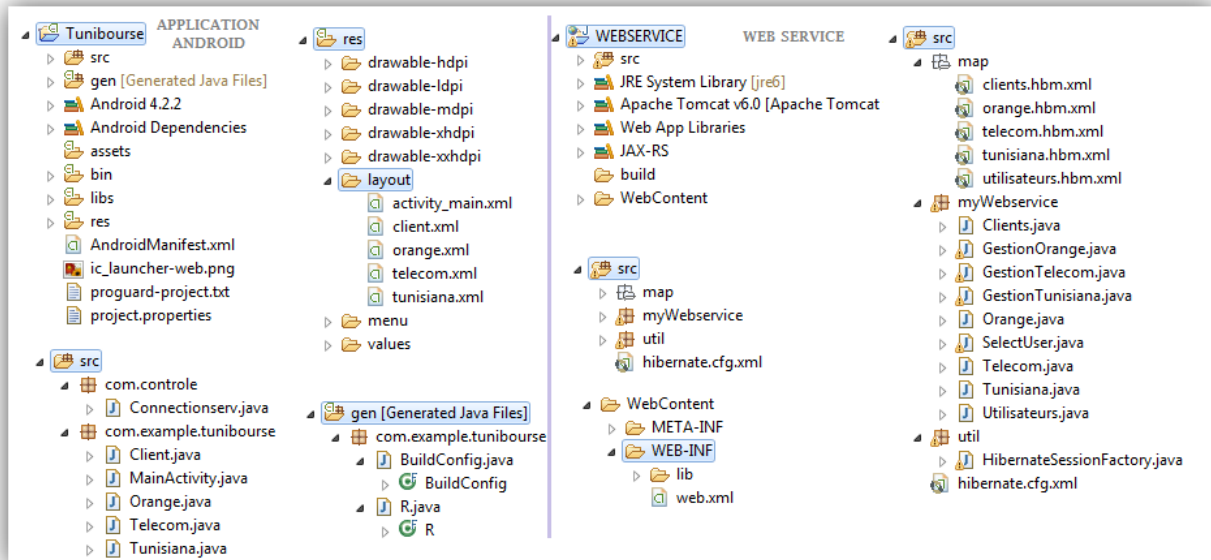 Tunibourse
APPLICATION
ANDROID
src
gen [Generated Java Files]
Android 4.2.2
Android Dependencies
assets
bin
libs
res
AndroidManifest.xml
ic_launcher-web.png
proguard-project.txt
project.properties
src
com.controle
Connectionserv.java
com.example.tunibourse
Client.java
MainActivity.java
Orange.java
Telecom.java
Tunisiana.java
res
drawable-hdpi
drawable-ldpi
drawable-mdpi
drawable-xhdpi
drawable-xxhdpi
layout
activity_main.xml
client.xml
orange.xml
telecom.xml
tunisiana.xml
menu
values
gen [Generated Java Files]
com.example.tunibourse
BuildConfig.java
BuildConfig
R.java
R
WEBSERVICE
WEB SERVICE
src
JRE System Library [jre6]
Apache Tomcat v6.0 [Apache Tomcat
Web App Libraries
JAX-RS
build
WebContent
src
map
myWebservice
util
hibernate.cfg.xml
WebContent
META-INF
WEB-INF
lib
web.xml
src
map
clients.hbm.xml
orange.hbm.xml
telecom.hbm.xml
tunisiana.hbm.xml
utilisateurs.hbm.xml
myWebservice
Clients.java
GestionOrange.java
GestionTelecom.java
GestionTunisiana.java
Orange.java
SelectUser.java
Telecom.java
Tunisiana.java
Utilisateurs.java
util
HibernateSessionFactory.java
hibernate.cfg.xml